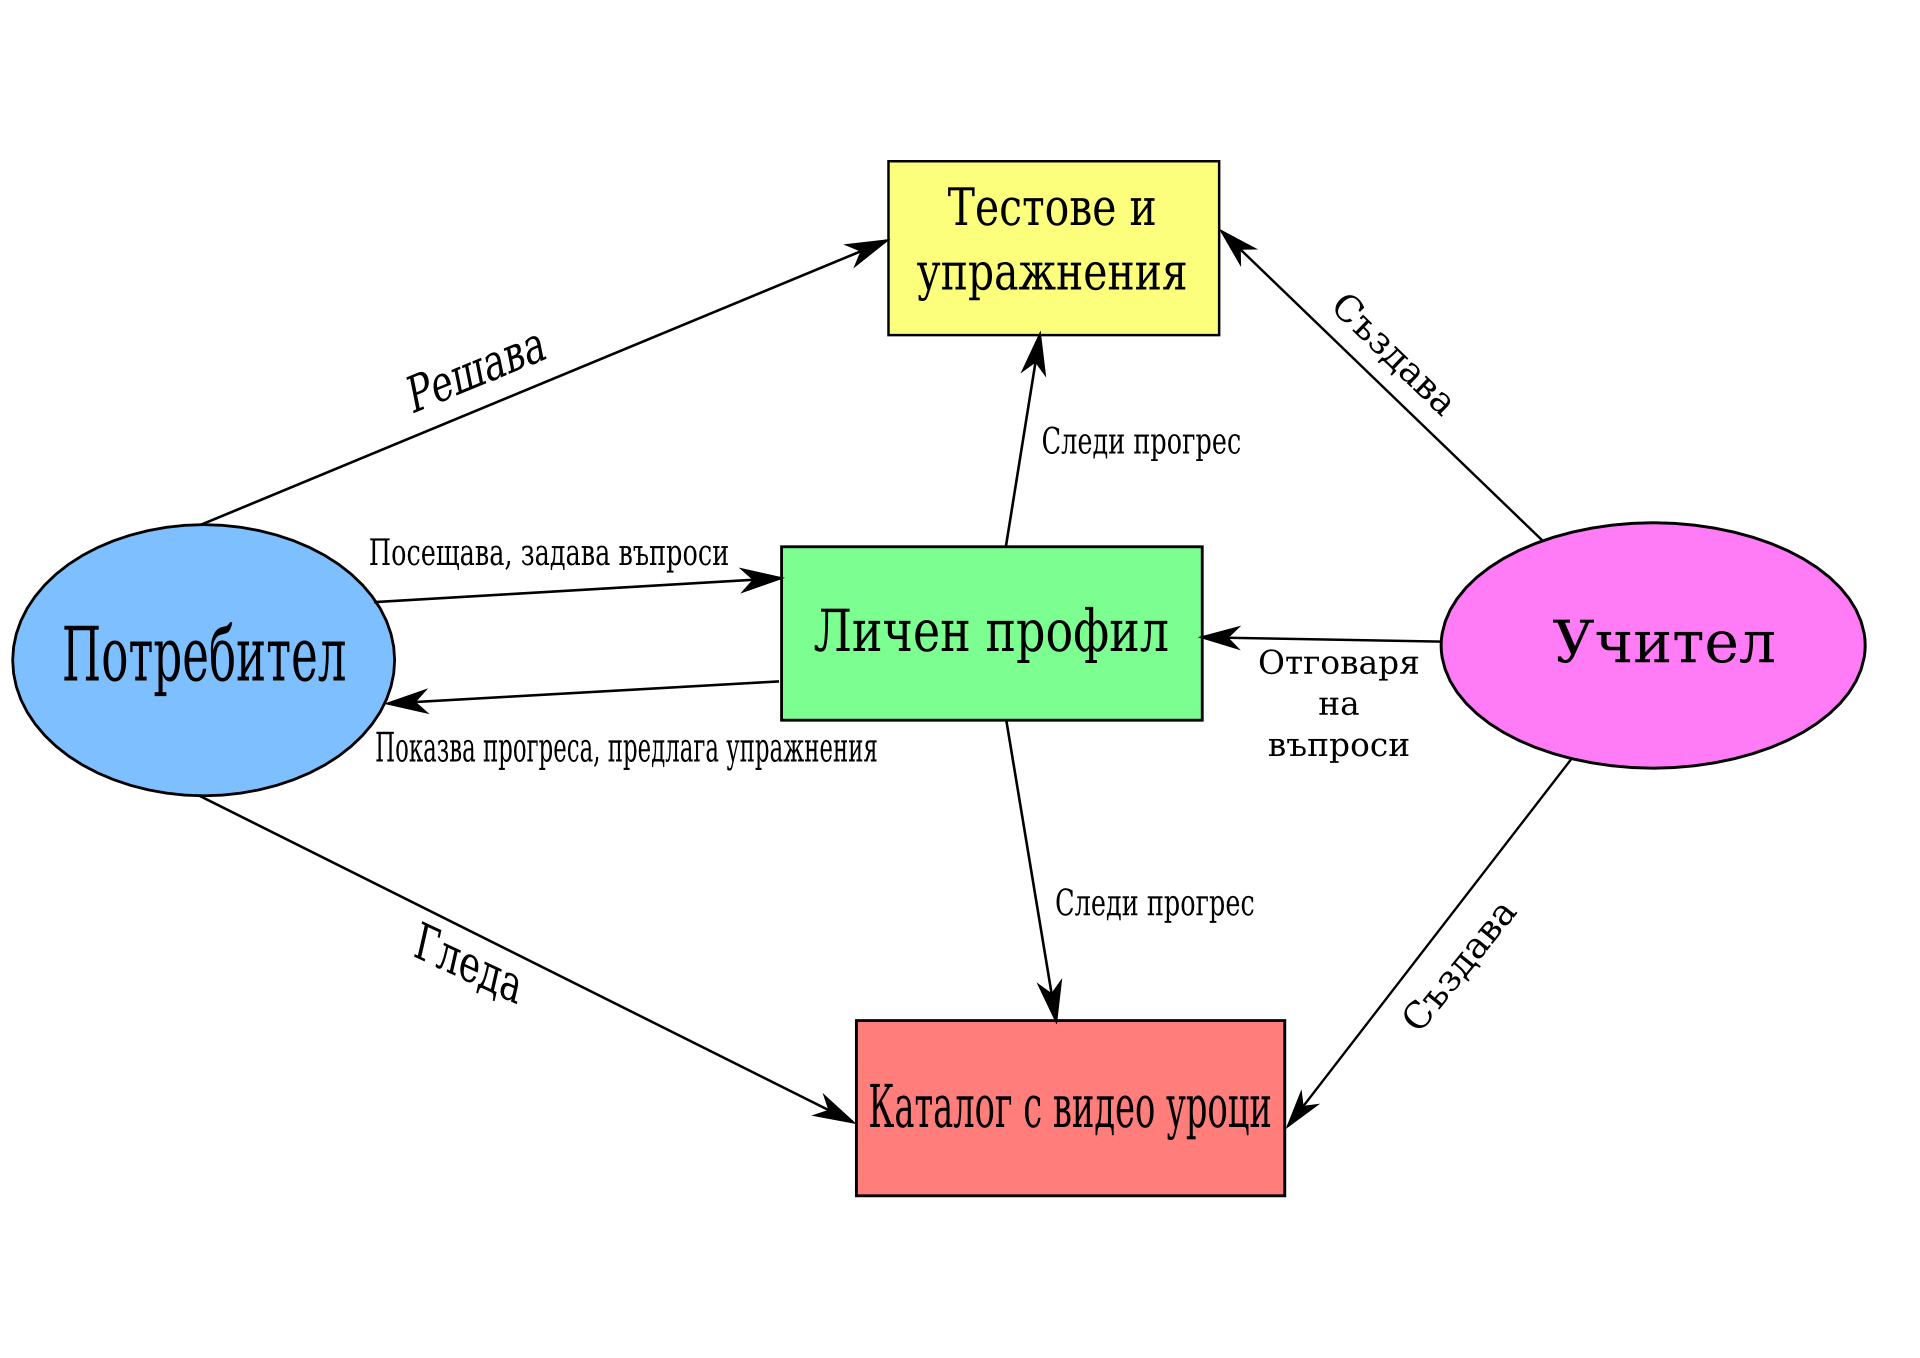 Тестове и
упражнения
Решава
Създава
Следи прогрес
Посещава, задава въпроси
Потребител
Личен профил
Учител
Отговаря
на
въпроси
Показва прогреса, предлага упражнения
Следи прогрес
Гледа
Създава
Каталог с видео уроци